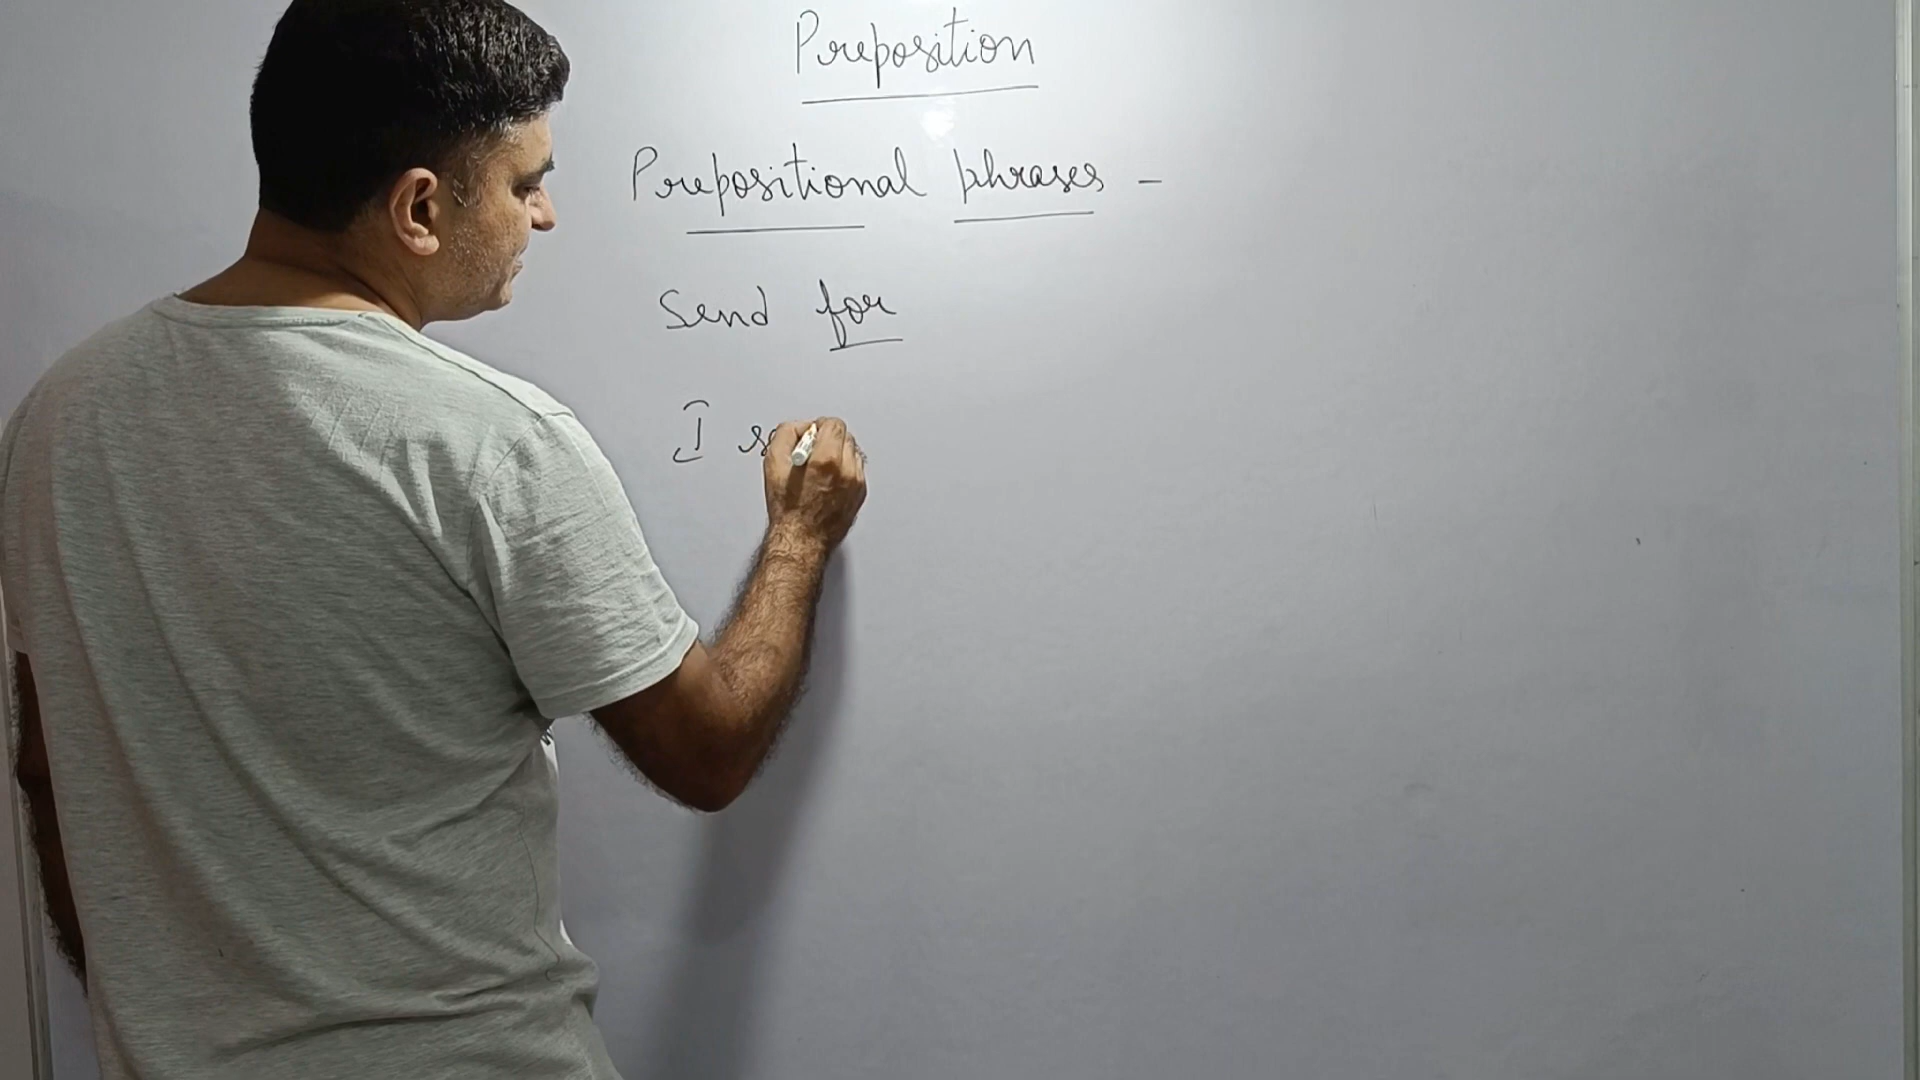 Preposition
Prepositional phrases -
Send for
I